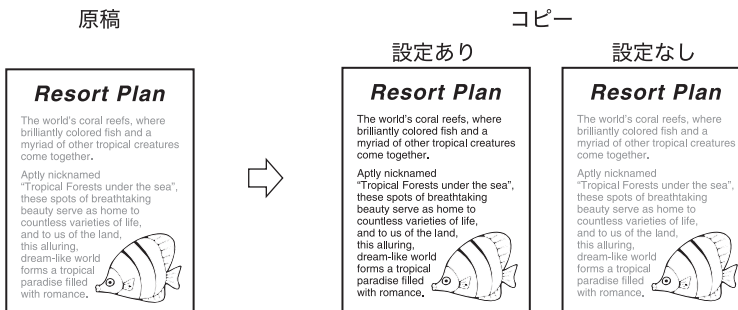 原稿
コピー
設定あり
設定なし
Resort Plan
The world's coral reefs, where
brilliantly colored fish and a
myriad of other tropical creatures
come together.
Aptly nicknamed
“Tropical Forests under the sea”,
these spots of breathtaking
beauty serve as home to
countless varieties of life,
and to us of the land,
this alluring,
dream-like world
forms a tropical
paradise filled
with romance.
Resort Plan
The world's coral reefs, where
brilliantly colored fish and a
myriad of other tropical creatures
come together.
Aptly nicknamed
“Tropical Forests under the sea”,
these spots of breathtaking
beauty serve as home to
countless varieties of life,
and to us of the land,
this alluring,
dream-like world
forms a tropical
paradise filled
with romance.
Resort Plan
The world's coral reefs, where
brilliantly colored fish and a
myriad of other tropical creatures
come together.
Aptly nicknamed
“Tropical Forests under the sea”,
these spots of breathtaking
beauty serve as home to
countless varieties of life,
and to us of the land,
this alluring,
dream-like world
forms a tropical
paradise filled
with romance.